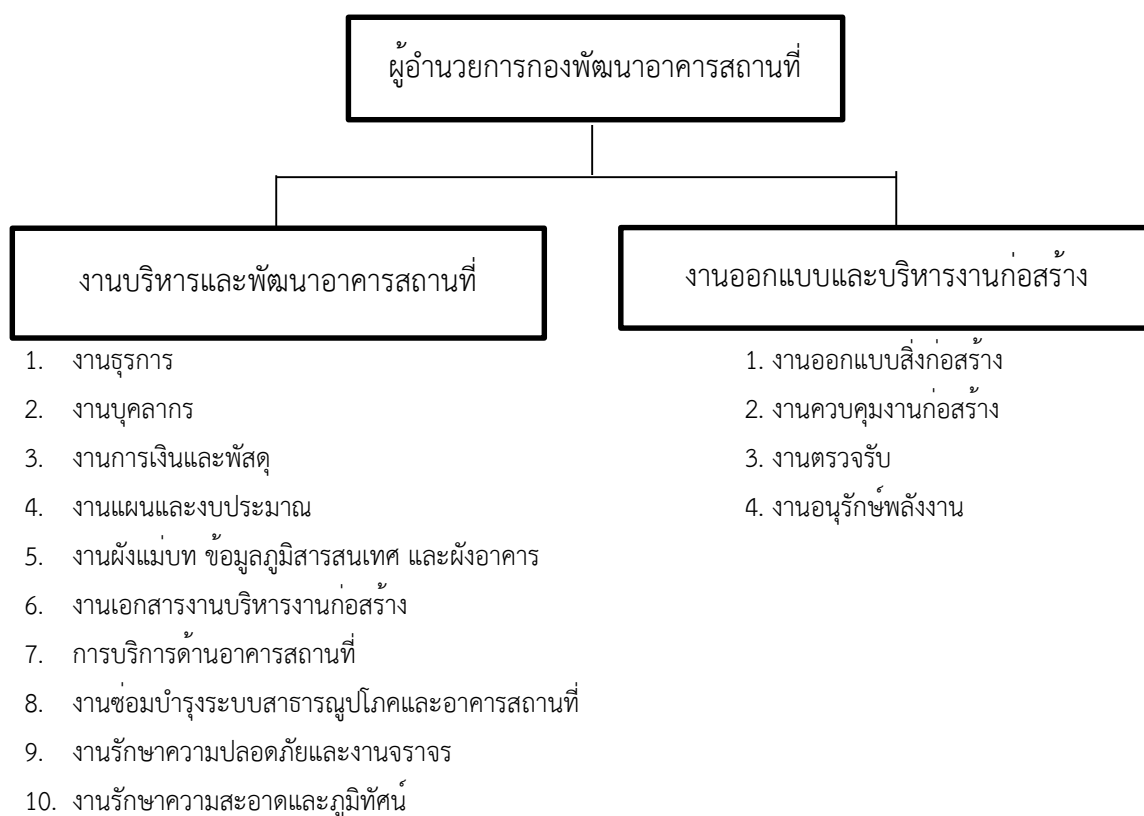 ผู้อำนวยการกองพัฒนาอาคารสถานที่
งานบริหารและพัฒนาอาคารสถานที่
1. งานธุรการ
2. งานบุคลากร
3. งานการเงินและพัสดุ
4. งานแผนและงบประมาณ
5. งานผังแม่บท ข้อมูลภูมิสารสนเทศ และผังอาคาร
6. งานเอกสารงานบริหารงานก่อสร้าง
7. การบริการด้านอาคารสถานที่
8. งานซ่อมบำรุงระบบสาธารณูปโภคและอาคารสถานที่
9. งานรักษาความปลอดภัยและงานจราจร
10. งานรักษาความสะอาดและภูมิทัศน์
งานออกแบบและบริหารงานก่อสร้าง
1. งานออกแบบสิ่งก่อสร้าง
2. งานควบคุมงานก่อสร้าง
3. งานตรวจรับ
4. งานอนุรักษ์พลังงาน